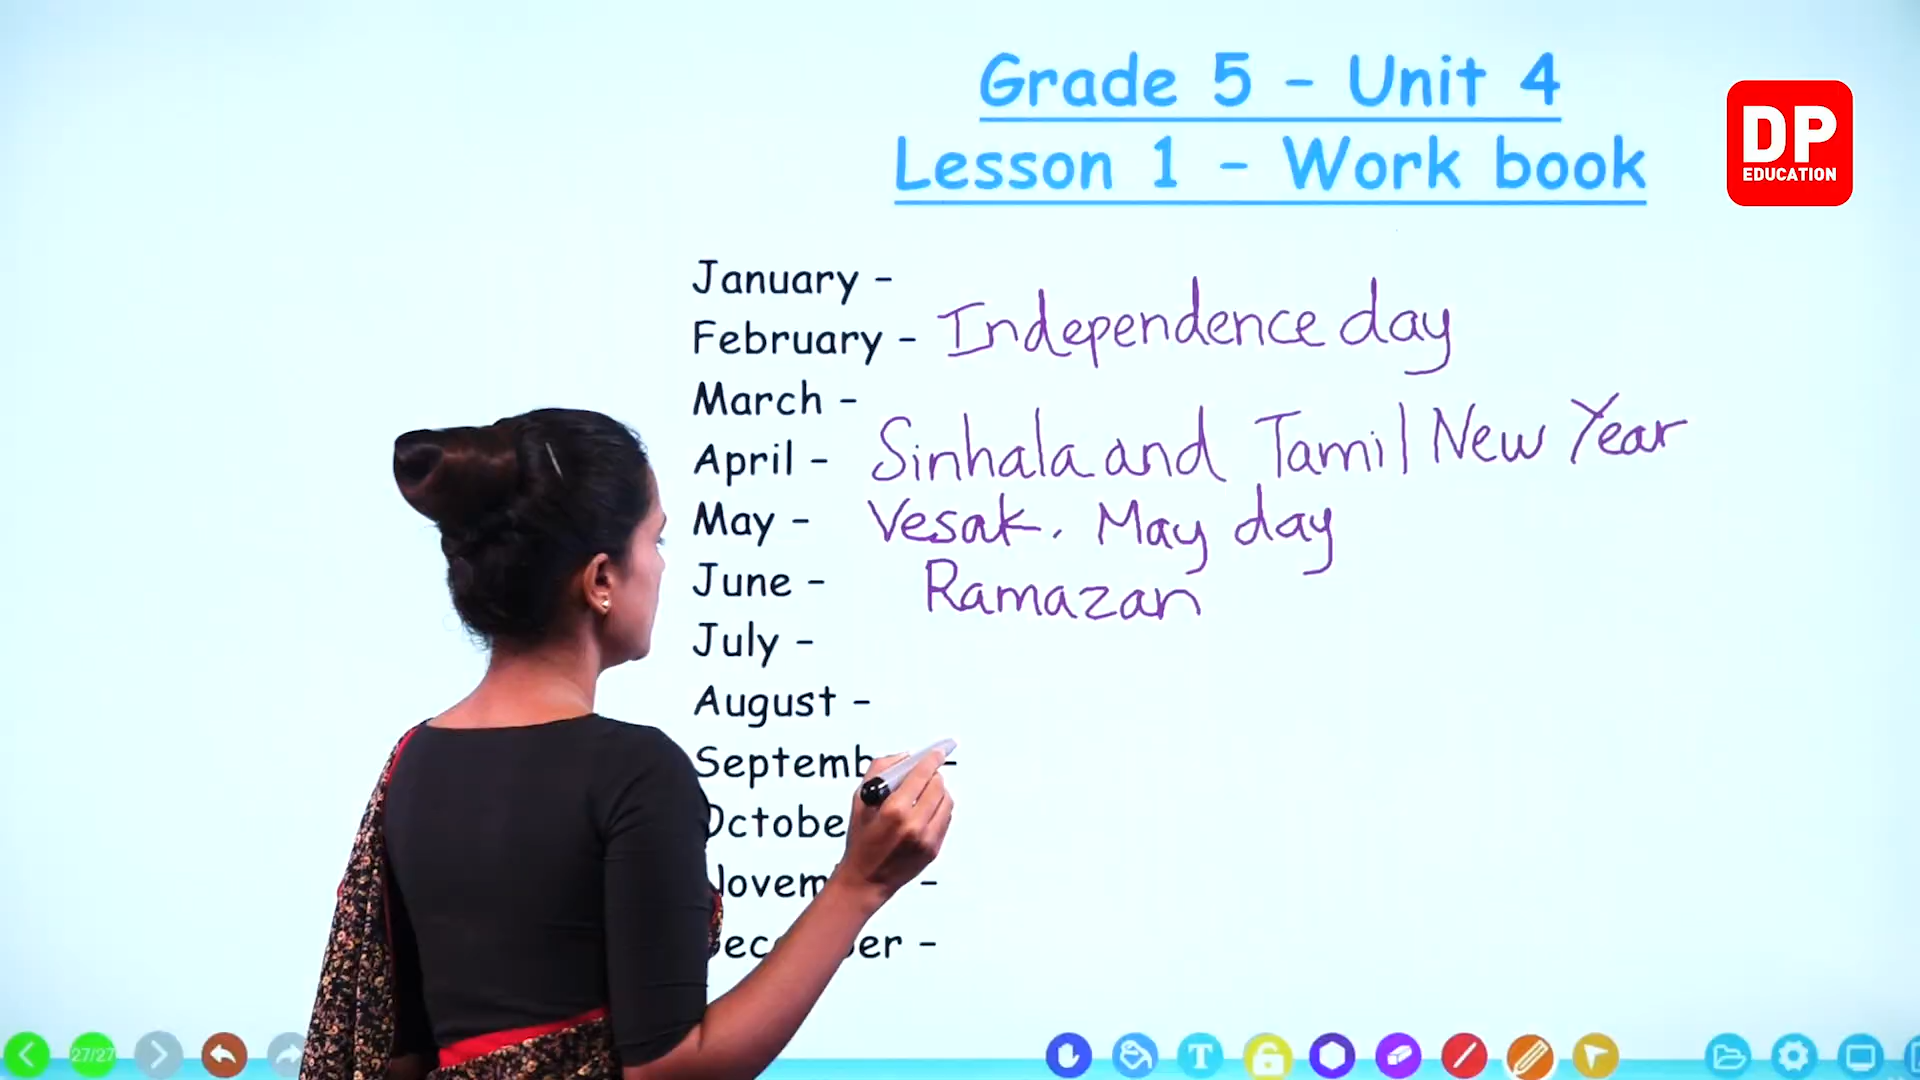 Grade 5 - Unit 4
Lesson 1 - Work book
DP
EDUCATION
January -
February - Independence day
March -
April - Sinhala and Tamil New Year
May - Vesak. May day
June - Ramazan
July -
August -
-
-
-
27/27
T